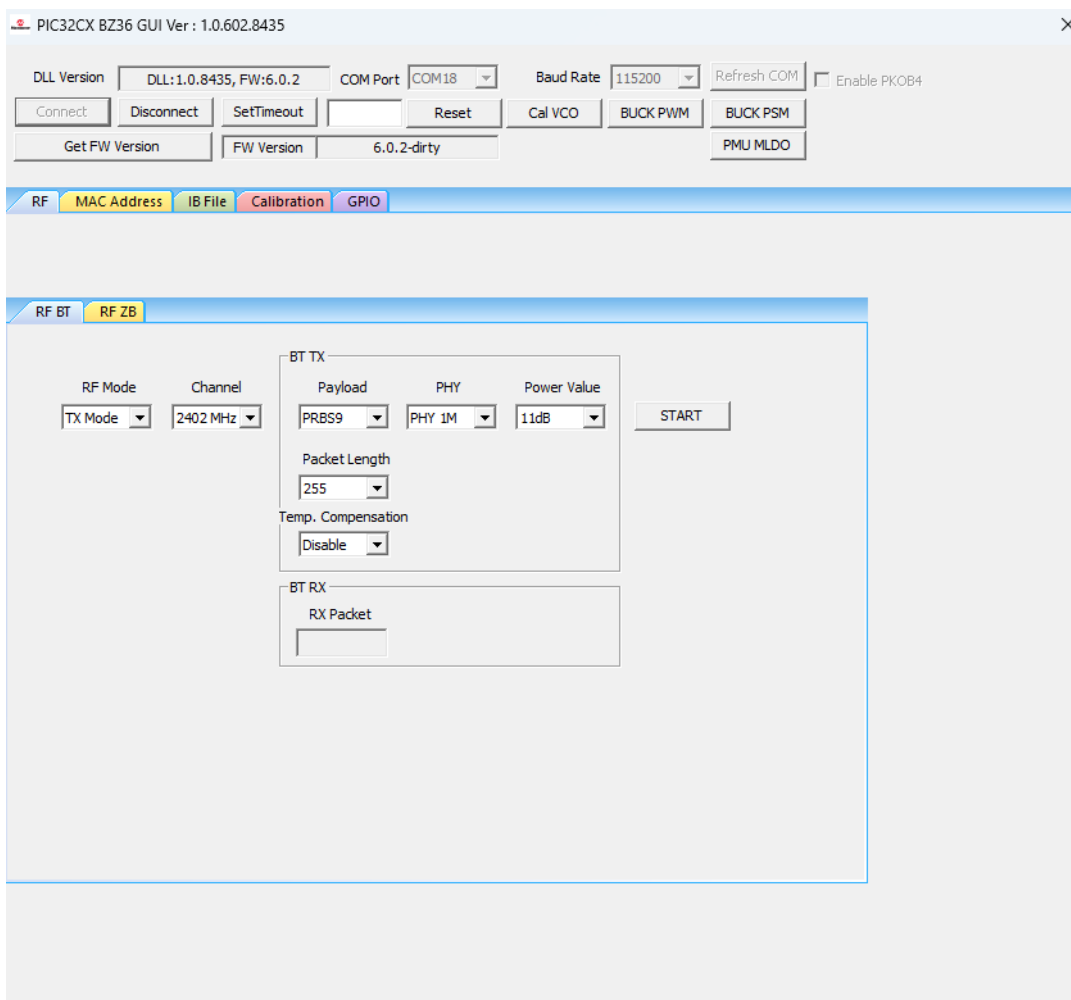 PIC32CX BZ36 GUI Ver : 1.0.602.8435
DLL Version DLL:1.0.8435, FW:6.0.2 COM Port COM18 Baud Rate 115200 Refresh COM Enable PKOB4
Connect Disconnect SetTimeout Reset Cal VCO BUCK PWM BUCK PSM
Get FW Version FW Version 6.0.2-dirty PMU MLDO
RF MAC Address IB File Calibration GPIO
RF BT RF ZB
BT TX
RF Mode Channel Payload PHY Power Value
TX Mode 2402 MHz PRBS9 PHY 1M 11dB START
Packet Length
255
Temp. Compensation
Disable
BT RX
RX Packet